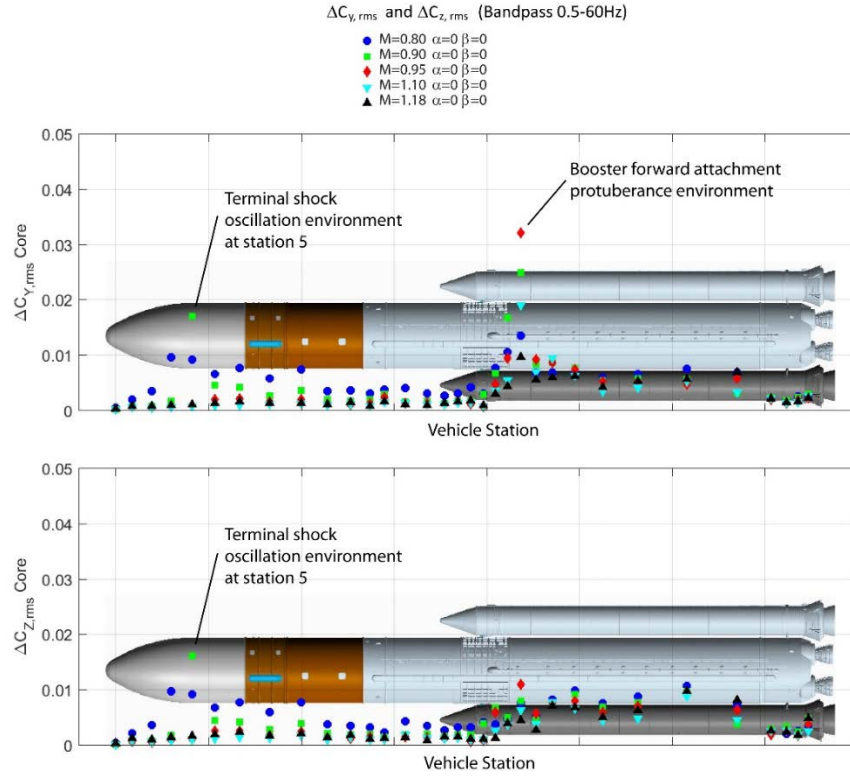 ΔCy, rms and ΔCz, rms (Bandpass 0.5-60Hz)
M=0.80 α=0 β=0
M=0.90 α=0 β=0
M=0.95 α=0 β=0
M=1.10 α=0 β=0
M=1.18 α=0 β=0
0.05
0.04
0.03
0.02
0.01
0
ΔCY,rms Core
Terminal shock
oscillation environment
at station 5
Booster forward attachment
protuberance environment
Vehicle Station
0.05
0.04
0.03
0.02
0.01
0
ΔCZ,rms Core
Terminal shock
oscillation environment
at station 5
Vehicle Station